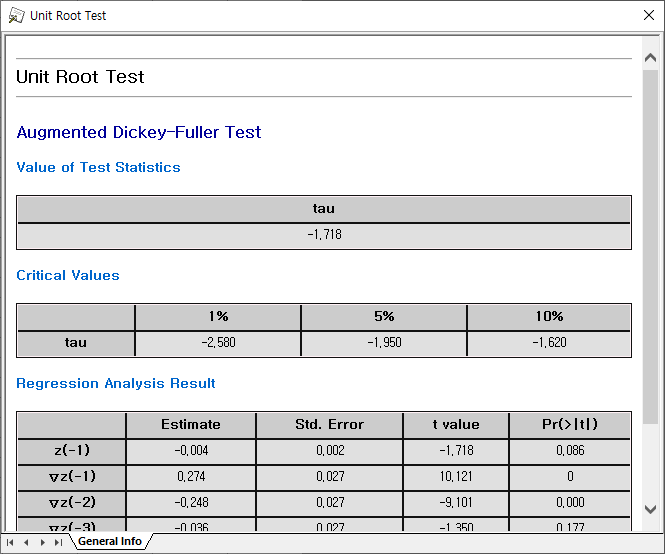 Unit Root Test
Unit Root Test
Augmented Dickey-Fuller Test
Value of Test Statistics
tau
-1,718
Critical Values
1% 5% 10%
tau -2,580 -1,950 -1,620
Regression Analysis Result
Estimate Std. Error t value Pr(>|t|)
z(-1) -0,004 0,002 -1,718 0,086
∇z(-1) 0,274 0,027 10,121 0
∇z(-2) -0,248 0,027 -9,101 0,000
∇z(-3) -0,036 0,027 -1,350 0,177
General Info